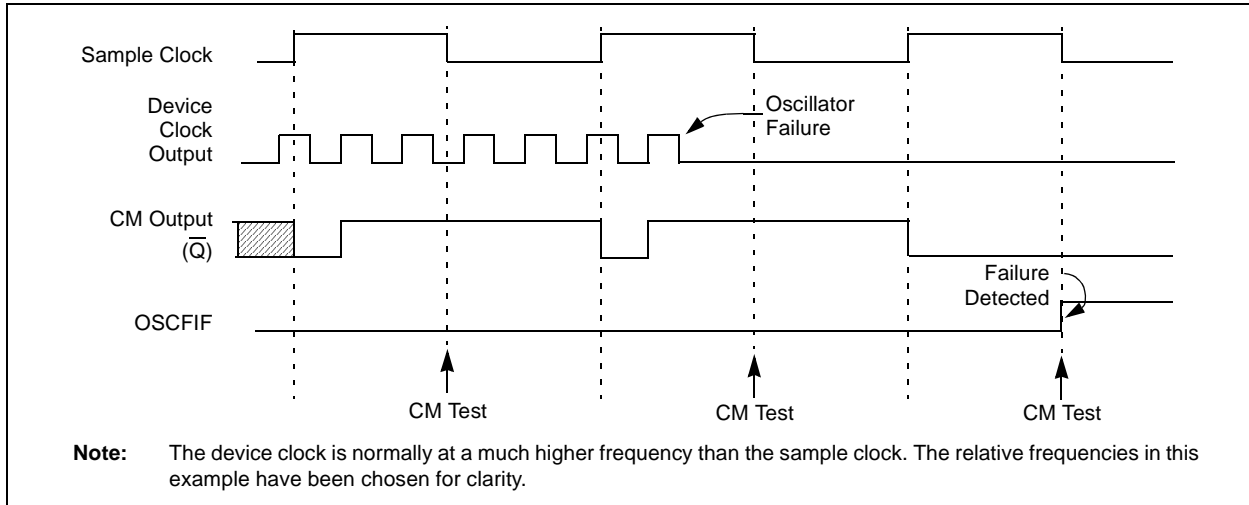 Sample Clock
Device
Clock
Output
Oscillator
Failure
CM Output
(Q̅)
Failure
Detected
OSCFIF
CM Test
CM Test
CM Test
Note: The device clock is normally at a much higher frequency than the sample clock. The relative frequencies in this
example have been chosen for clarity.